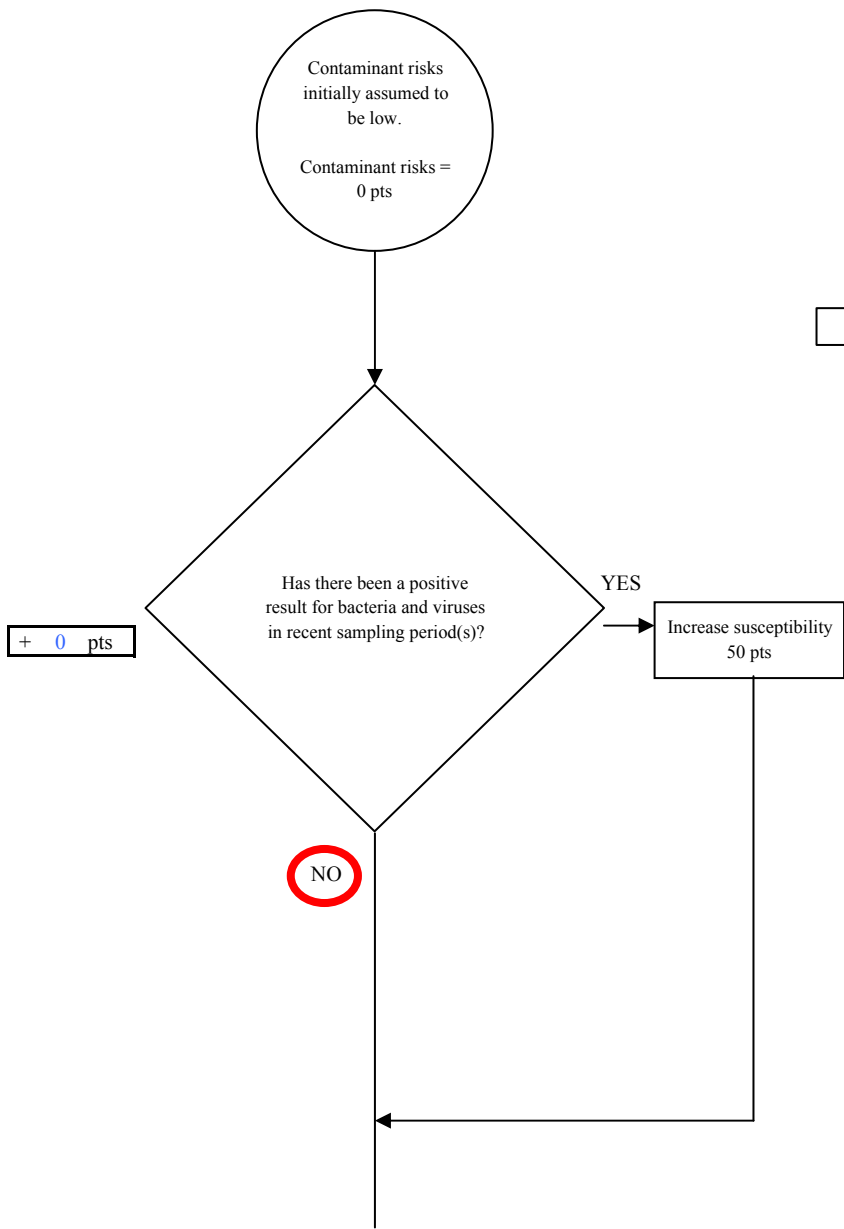 Contaminant risks
initially assumed to
be low.
Contaminant risks =
0 pts
Has there been a positive
result for bacteria and viruses
in recent sampling period(s)?
YES
+ 0 pts
Increase susceptibility
50 pts
NO